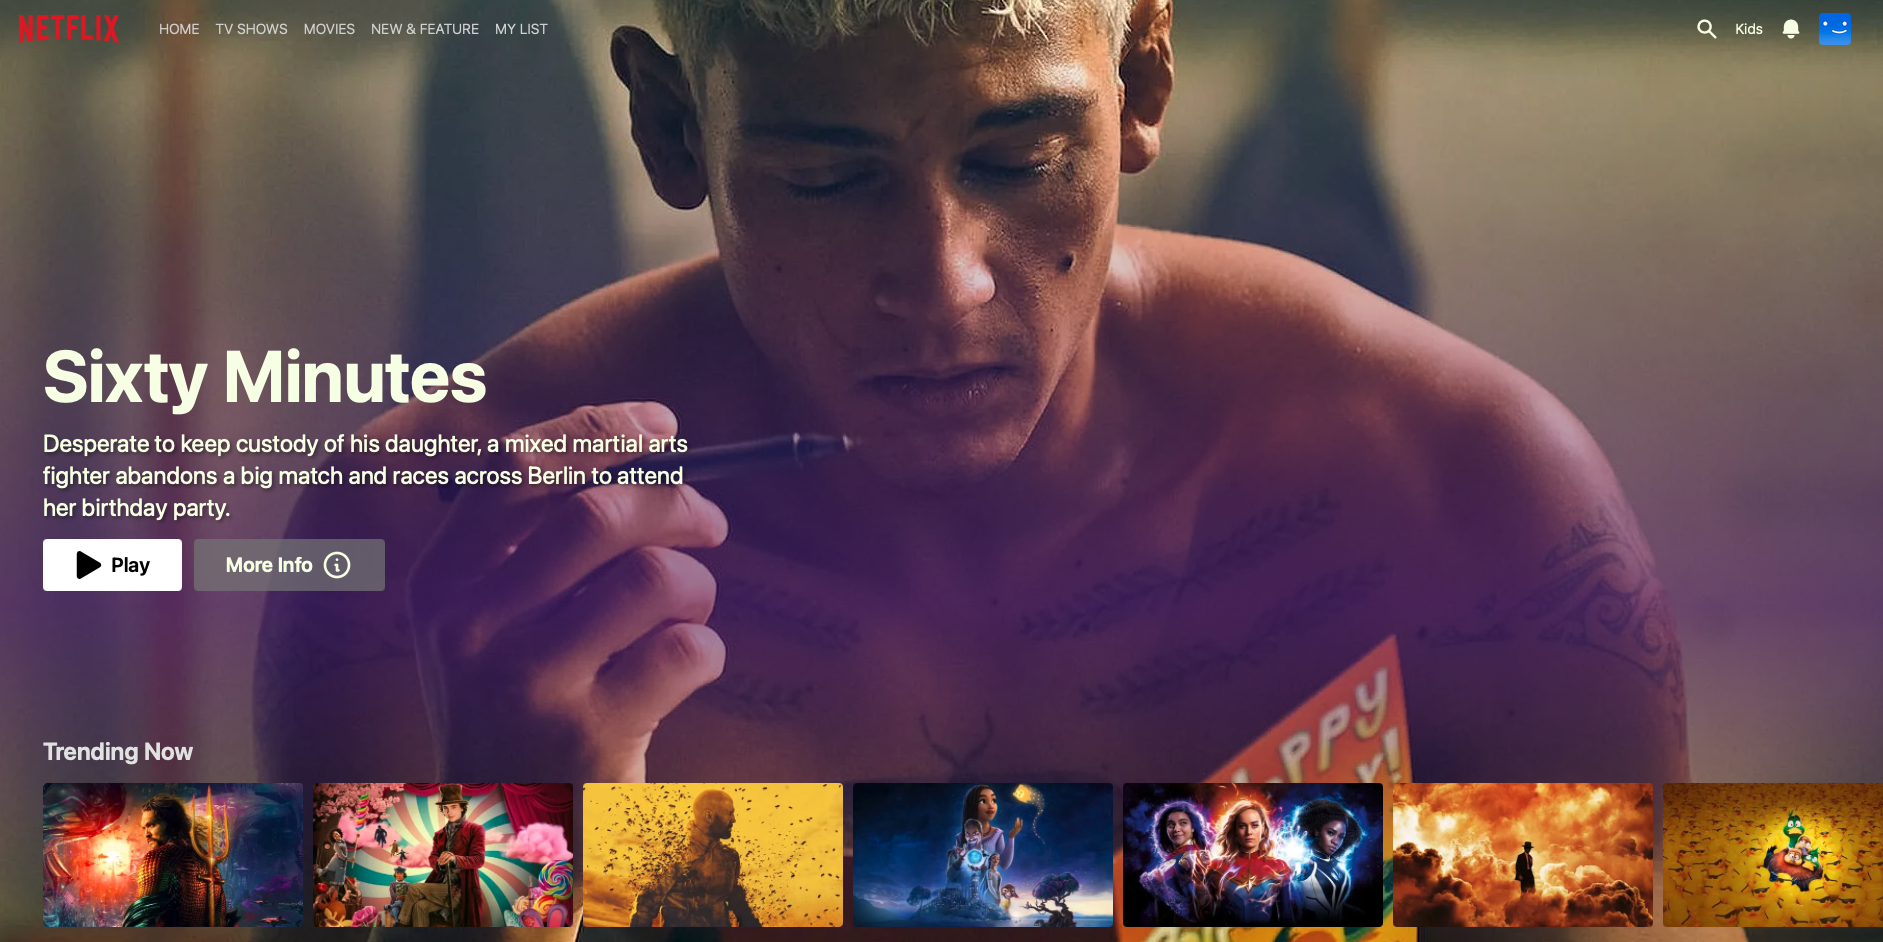 NETFLIX
HOME TV SHOWS MOVIES NEW & FEATURE MY LIST
Kids
Sixty Minutes
Desperate to keep custody of his daughter, a mixed martial arts
fighter abandons a big match and races across Berlin to attend
her birthday party.
Play More Info
Trending Now